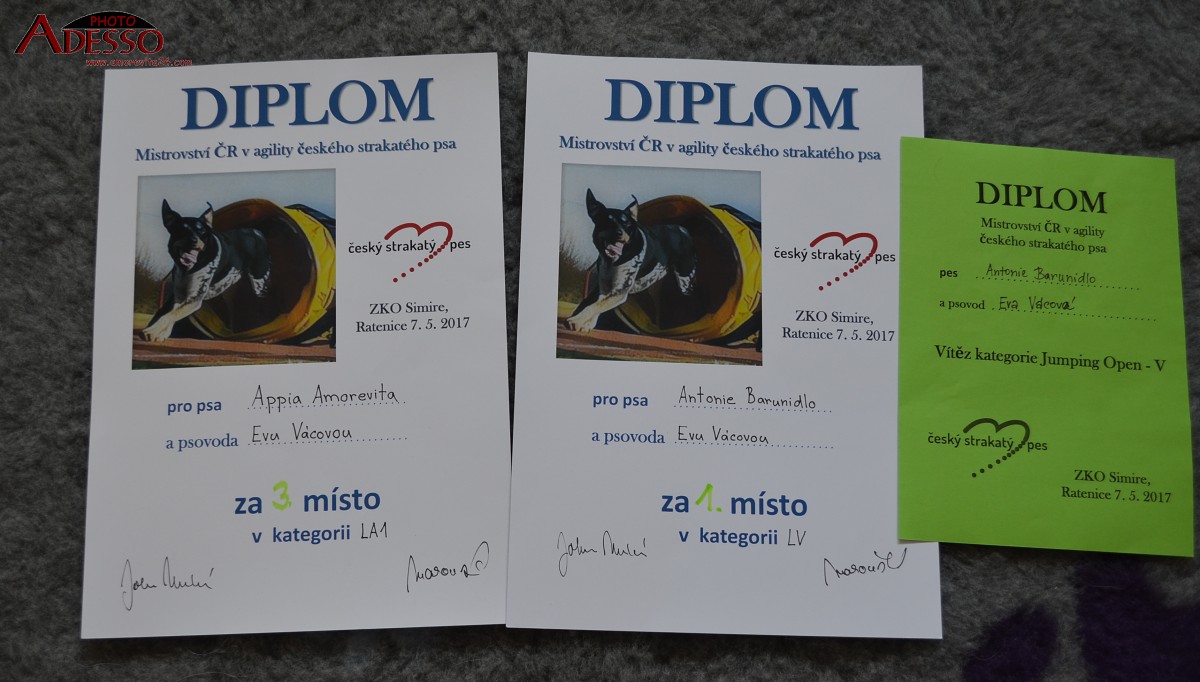 PHOTO
ADESSO
DIPLOM
Mistrovství ČR v agility českého strakatého psa
český strakatý pes
ZKO Simire,
Ratenice 7. 5. 2017
pro psa Appia Amorevita
a psovoda Evu Vácovou
za 3. místo
v kategorii LA1
DIPLOM
Mistrovství ČR v agility českého strakatého psa
český strakatý pes
ZKO Simire,
Ratenice 7. 5. 2017
pro psa Antonie Barunidlo
a psovoda Evu Vácovou
za 1. místo
v kategorii LV
DIPLOM
Mistrovství ČR v agility
českého strakatého psa
pes Antonie Barunidlo
a psovod Eva Vácová
Vítěz kategorie Jumping Open - V
český strakatý pes
ZKO Simire,
Ratenice 7. 5. 2017